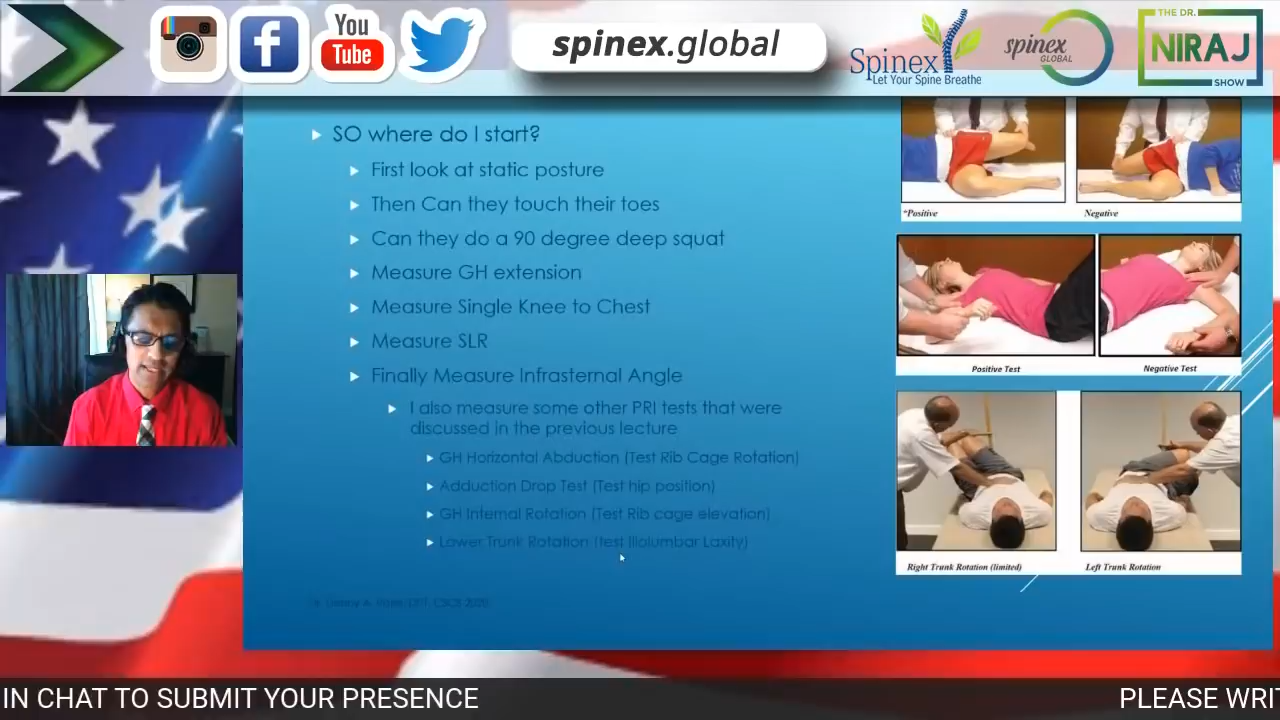 You
Tube
spinex.global
Spinex
Let Your Spine Breathe
spinex
GLOBAL
THE DR.
NIRAJ
SHOW
SO where do I start?
First look at static posture
Then Can they touch their toes
Can they do a 90 degree deep squat
Measure GH extension
Measure Single Knee to Chest
Measure SLR
Finally Measure Infrasternal Angle
I also measure some other PRI tests that were
discussed in the previous lecture
GH Horizontal Abduction (Test Rib Cage Rotation)
Adduction Drop Test (Test hip position)
GH Internal Rotation (Test Rib cage elevation)
Lower Trunk Rotation (test Iliolumbar Laxity)
*Positive
Negative
Positive Test
Negative Test
Right Trunk Rotation (limited)
Left Trunk Rotation
DPT, CSCS 2020
IN CHAT TO SUBMIT YOUR PRESENCE
PLEASE WRI